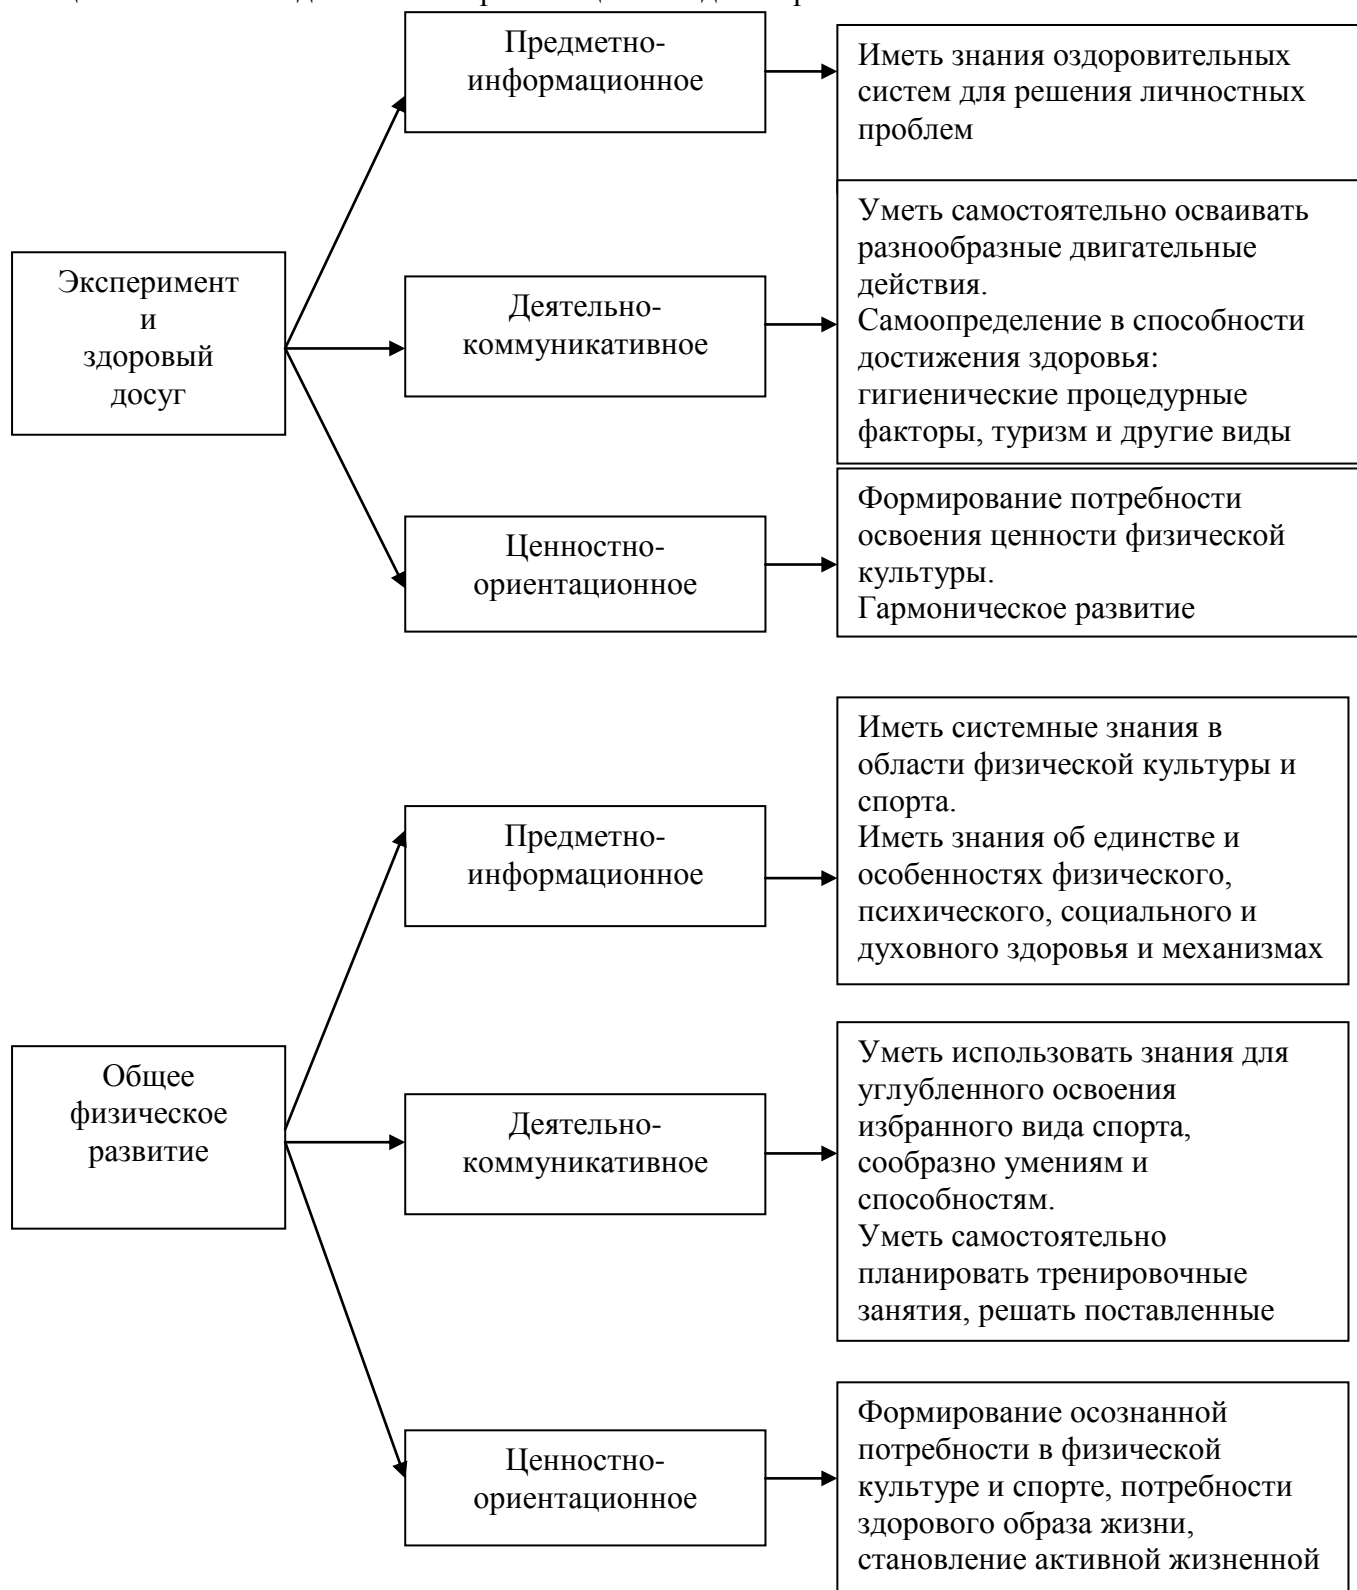 Предметно-
информационное
Иметь знания оздоровительных
систем для решения личностных
проблем
Эксперимент
и
здоровый
досуг
Деятельно-
коммуникативное
Уметь самостоятельно осваивать
разнообразные двигательные
действия.
Самоопределение в способности
достижения здоровья:
гигиенические процедурные
факторы, туризм и другие виды
Ценностно-
ориентационное
Формирование потребности
освоения ценности физической
культуры.
Гармоническое развитие
Предметно-
информационное
Иметь системные знания в
области физической культуры и
спорта.
Иметь знания об единстве и
особенностях физического,
психического, социального и
духовного здоровья и механизмах
Общее
физическое
развитие
Деятельно-
коммуникативное
Уметь использовать знания для
углубленного освоения
избранного вида спорта,
сообразно умениям и
способностям.
Уметь самостоятельно
планировать тренировочные
занятия, решать поставленные
Ценностно-
ориентационное
Формирование осознанной
потребности в физической
культуре и спорте, потребности
здорового образа жизни,
становление активной жизненной